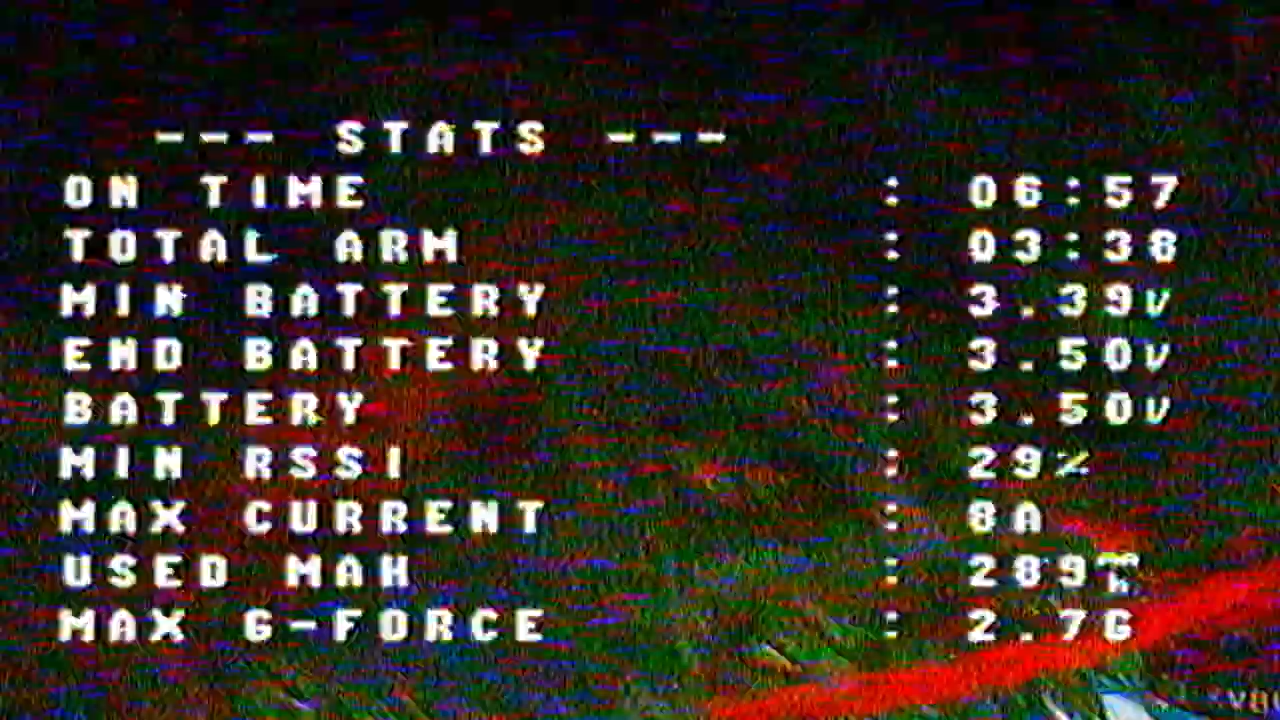 --- STATS ---
ON TIME : 06:57
TOTAL ARM : 03:38
MIN BATTERY : 3.39V
END BATTERY : 3.50V
BATTERY : 3.50V
MIN RSSI : 29%
MAX CURRENT : 8A
USED MAH : 289mAh
MAX G-FORCE : 2.7G